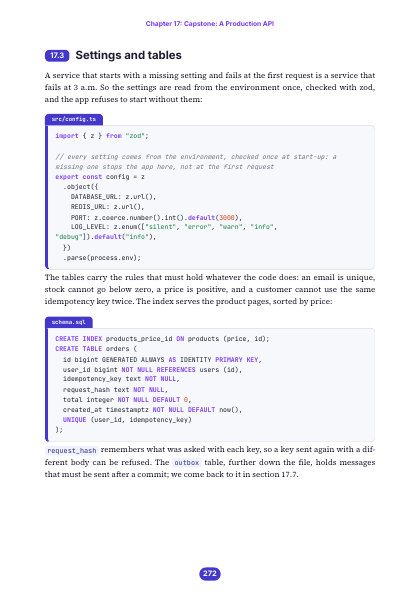 Chapter 17: Capstone: A Production API
17.3 Settings and tables
A service that starts with a missing setting and fails at the first request is a service that
fails at 3 a.m. So the settings are read from the environment once, checked with zod,
and the app refuses to start without them:
src/config.ts
import { z } from "zod";
// every setting comes from the environment, checked once at start-up: a
missing one stops the app here, not at the first request
export const config = z
.object({
DATABASE_URL: z.url(),
REDIS_URL: z.url(),
PORT: z.coerce.number().int().default(3000),
LOG_LEVEL: z.enum(["silent", "error", "warn", "info",
"debug"]).default("info"),
})
.parse(process.env);
The tables carry the rules that must hold whatever the code does: an email is unique,
stock cannot go below zero, a price is positive, and a customer cannot use the same
idempotency key twice. The index serves the product pages, sorted by price:
schema.sql
CREATE INDEX products_price_id ON products (price, id);
CREATE TABLE orders (
id bigint GENERATED ALWAYS AS IDENTITY PRIMARY KEY,
user_id bigint NOT NULL REFERENCES users (id),
idempotency_key text NOT NULL,
request_hash text NOT NULL,
total integer NOT NULL DEFAULT 0,
created_at timestamptz NOT NULL DEFAULT now(),
UNIQUE (user_id, idempotency_key)
);
request_hash remembers what was asked with each key, so a key sent again with a dif-
ferent body can be refused. The outbox table, further down the file, holds messages
that must be sent after a commit; we come back to it in section 17.7.
272